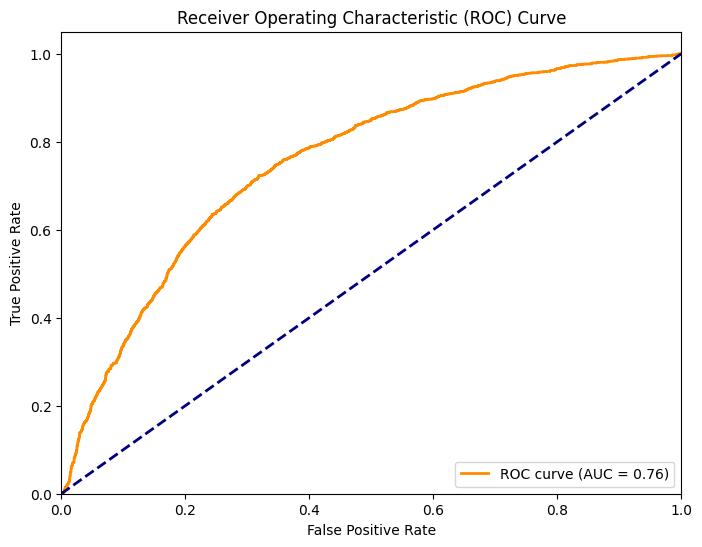 Receiver Operating Characteristic (ROC) Curve
1.0
0.8
0.6
0.4
0.2
0.0
True Positive Rate
ROC curve (AUC = 0.76)
0.0 0.2 0.4 0.6 0.8 1.0
False Positive Rate